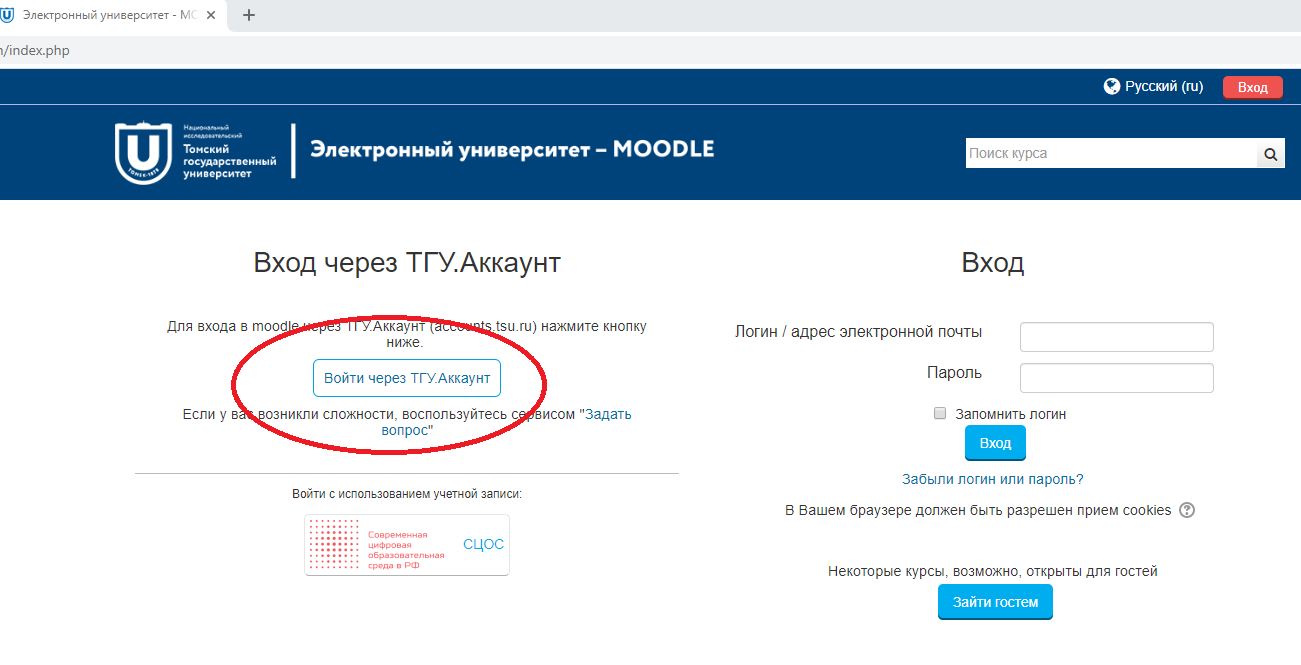 Электронный университет - МО
n/index.php
Русский (ru)
Вход
Национальный
исследовательский
Томский
государственный
университет
ТОМСК-1878
Электронный университет – MOODLE
Поиск курса
Вход через ТГУ.Аккаунт
Для входа в moodle через ТГУ.Аккаунт (accounts.tsu.ru) нажмите кнопку
ниже.
Войти через ТГУ.Аккаунт
Если у вас возникли сложности, воспользуйтесь сервисом "Задать
вопрос"
Войти с использованием учетной записи:
Современная
цифровая
образовательная
среда в РФ
СЦОС
Вход
Логин / адрес электронной почты
Пароль
Запомнить логин
Вход
Забыли логин или пароль?
В Вашем браузере должен быть разрешен прием cookies
Некоторые курсы, возможно, открыты для гостей
Зайти гостем